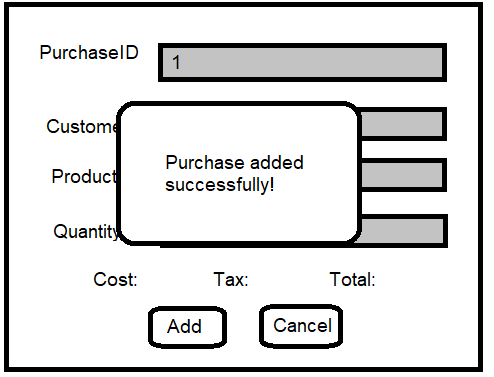 PurchaseID
1
Custome
Purchase added
successfully!
Product
Quantity
Cost: Tax: Total:
Add Cancel